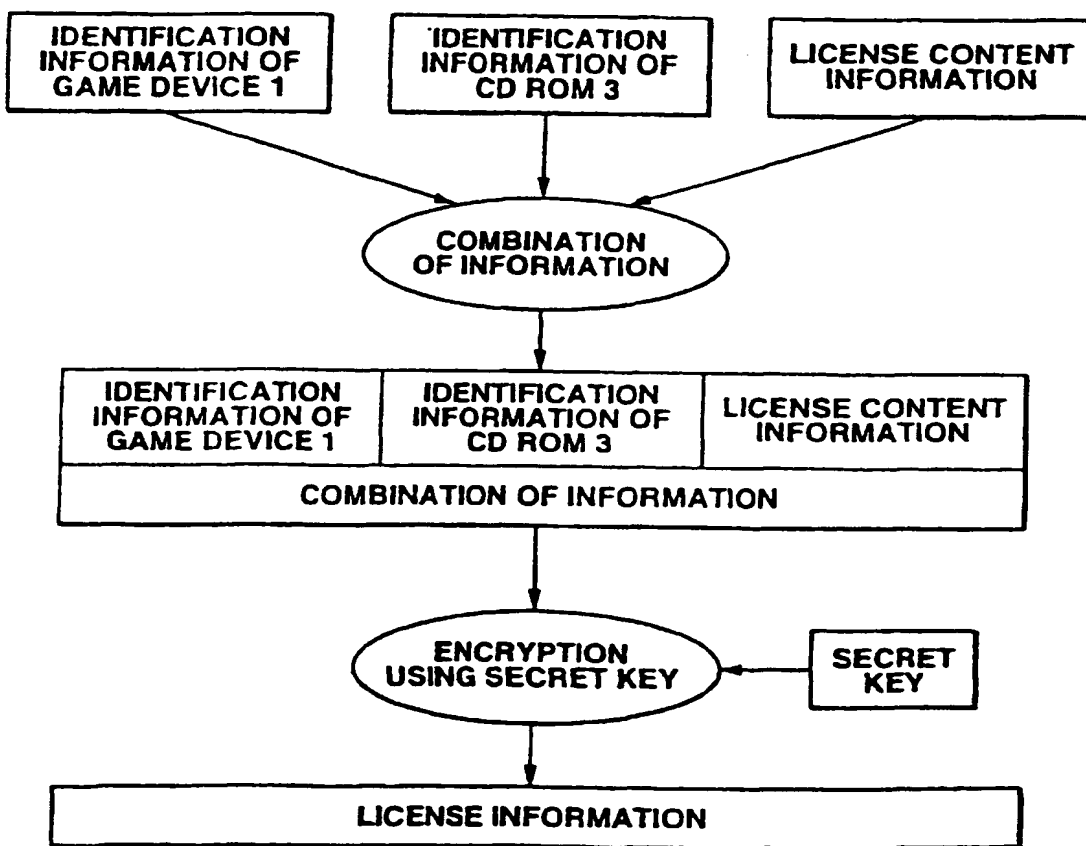 IDENTIFICATION
INFORMATION OF
GAME DEVICE 1
IDENTIFICATION
INFORMATION OF
CD ROM 3
LICENSE CONTENT
INFORMATION
COMBINATION
OF INFORMATION
IDENTIFICATION
INFORMATION OF
GAME DEVICE 1
IDENTIFICATION
INFORMATION OF
CD ROM 3
LICENSE CONTENT
INFORMATION
COMBINATION OF INFORMATION
ENCRYPTION
USING SECRET KEY
SECRET
KEY
LICENSE INFORMATION